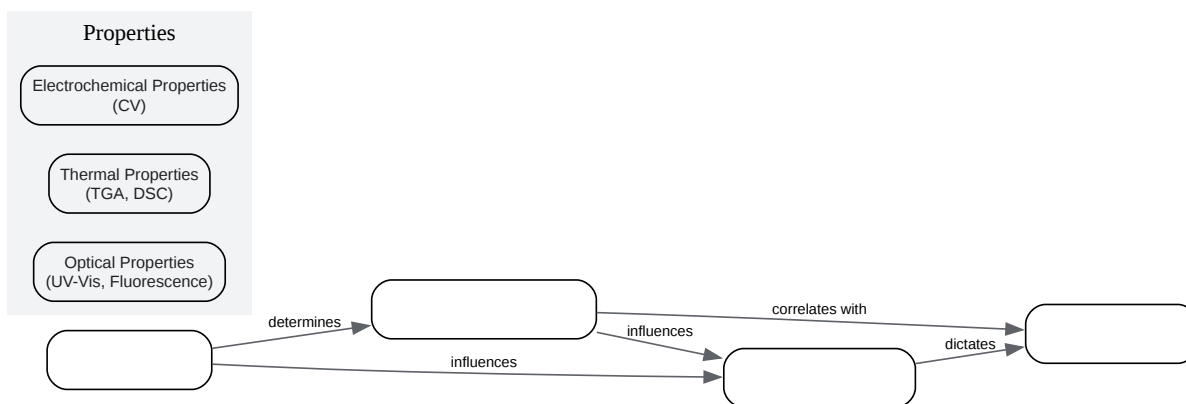 Properties
Electrochemical Properties
(CV)
Thermal Properties
(TGA, DSC)
Optical Properties
(UV-Vis, Fluorescence)
determines
influences
influences
correlates with
dictates